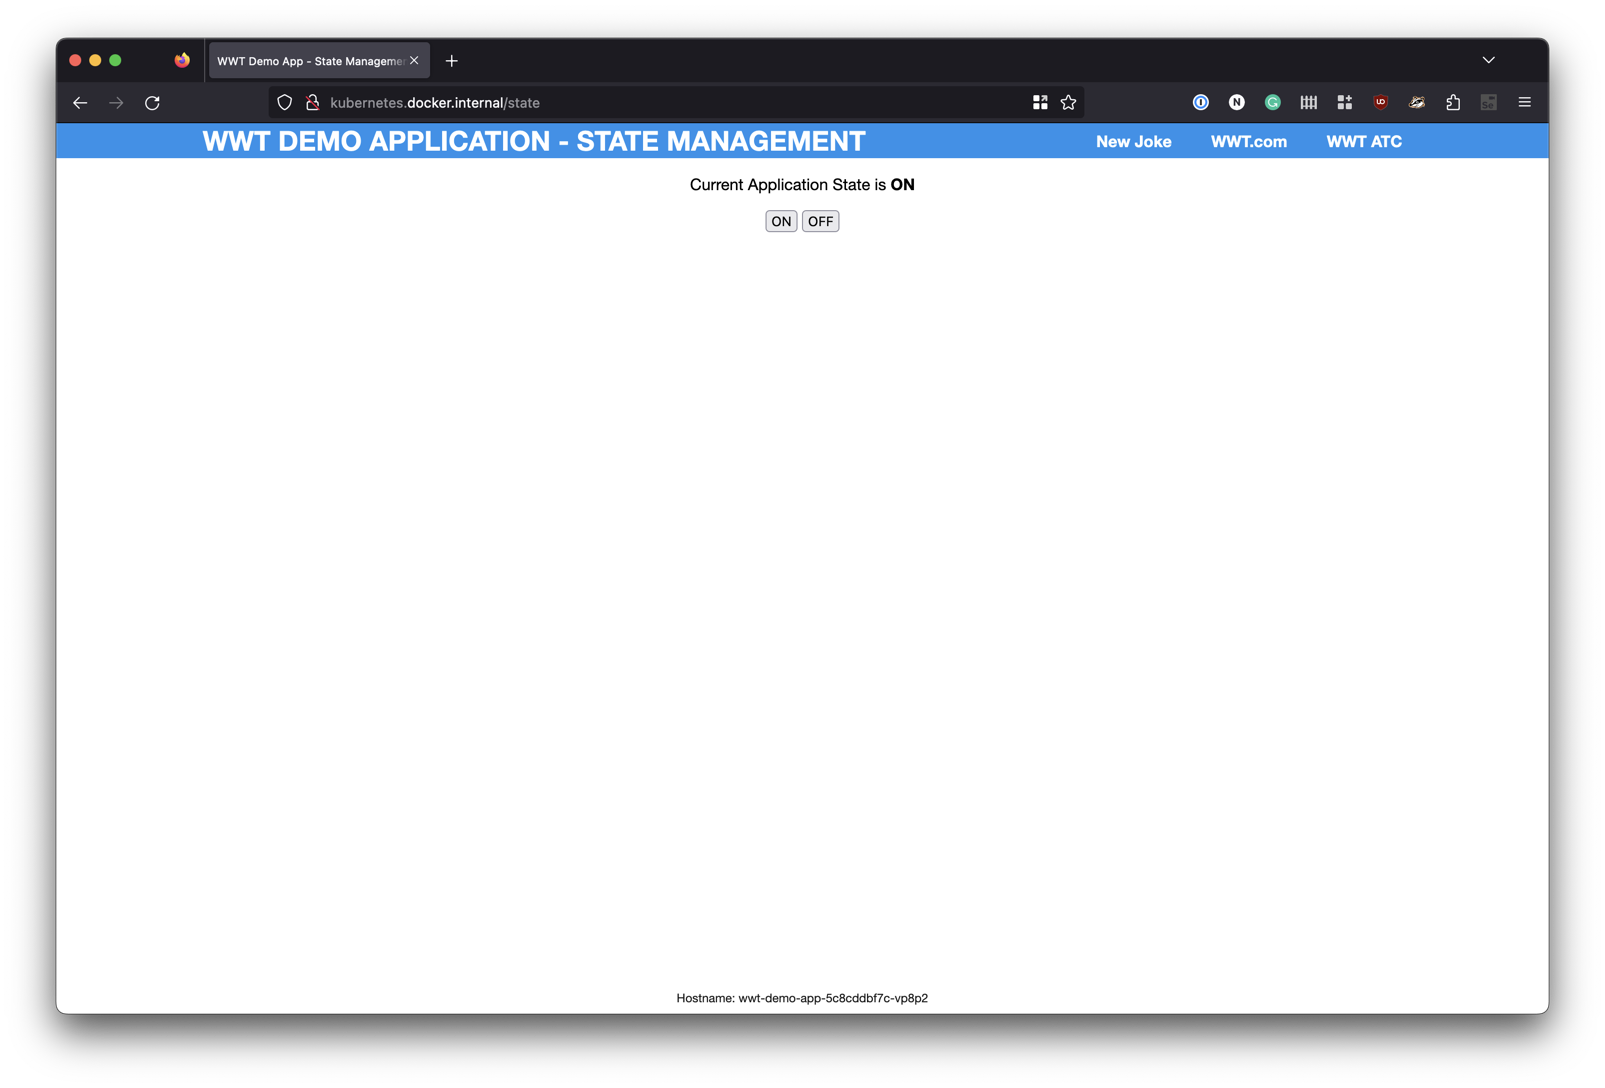 WWT Demo App - State Manageme
kubernetes.docker.internal/state
WWT DEMO APPLICATION - STATE MANAGEMENT
New Joke
WWT.com
WWT ATC
Current Application State is ON
ON OFF
Hostname: wwt-demo-app-5c8cddbf7c-vp8p2